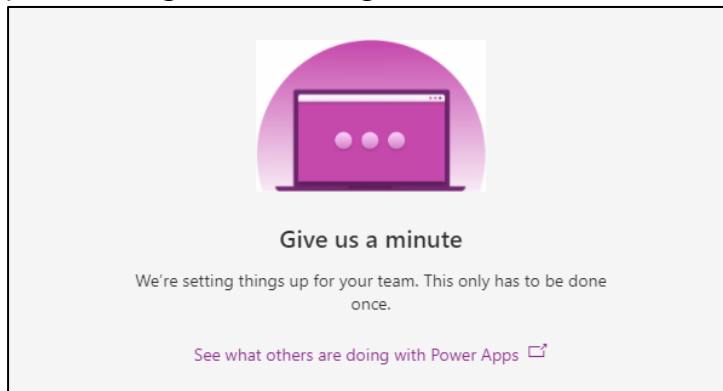 Give us a minute
We're setting things up for your team. This only has to be done
once.
See what others are doing with Power Apps